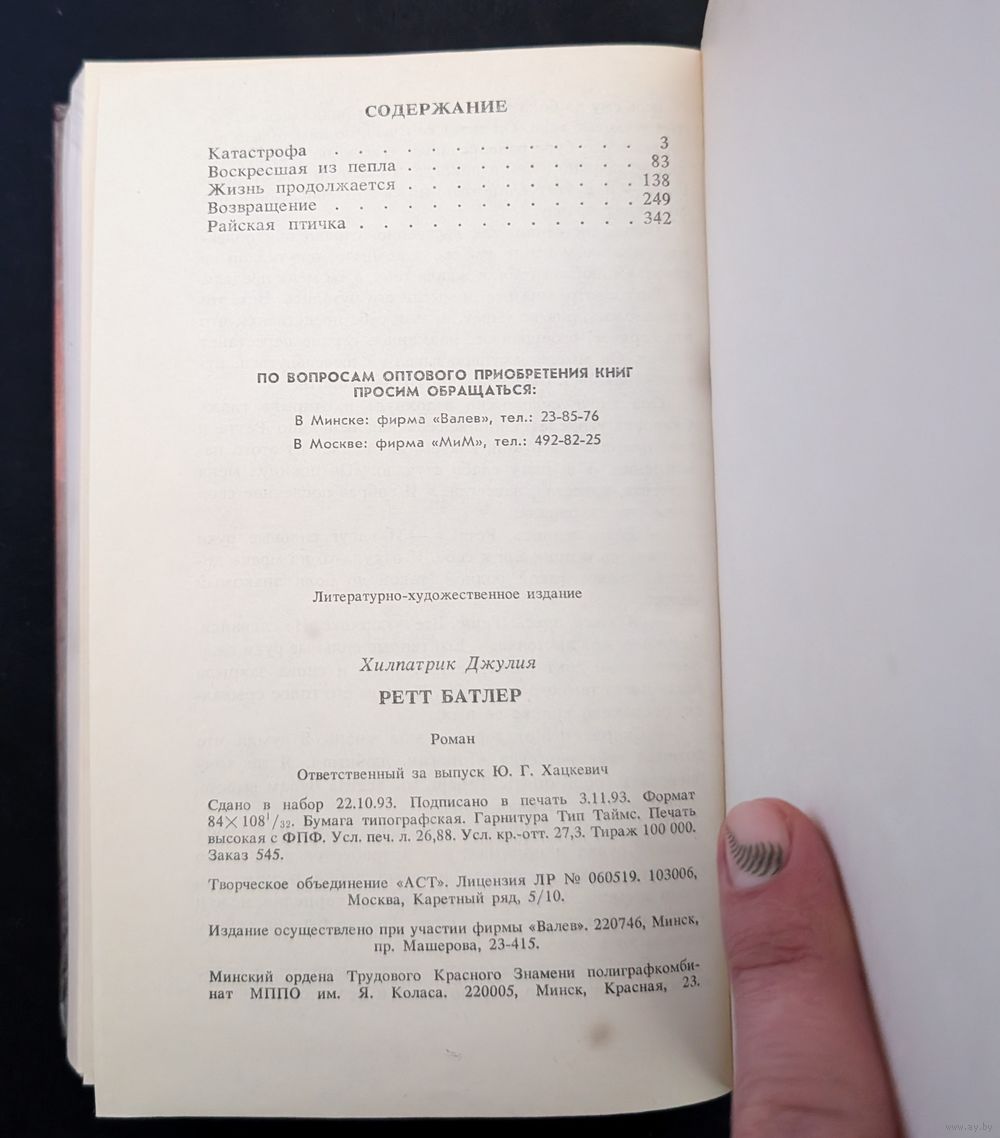 СОДЕРЖАНИЕ
Катастрофа . . . . . . . . . . . . 3
Воскресшая из пепла . . . . . . . . . . 83
Жизнь продолжается . . . . . . . . . . 138
Возвращение . . . . . . . . . . . . 249
Райская птичка . . . . . . . . . . . 342
ПО ВОПРОСАМ ОПТОВОГО ПРИОБРЕТЕНИЯ КНИГ
ПРОСИМ ОБРАЩАТЬСЯ:
В Минске: фирма «Валев», тел.: 23-85-76
В Москве: фирма «МиМ», тел.: 492-82-25
Литературно-художественное издание
Хилпатрик Джулия
РЕТТ БАТЛЕР
Роман
Ответственный за выпуск Ю. Г. Хацкевич
Сдано в набор 22.10.93. Подписано в печать 3.11.93. Формат
84×108¹/₃₂. Бумага типографская. Гарнитура Тип Таймс. Печать
высокая с ФПФ. Усл. печ. л. 26,88. Усл. кр.-отт. 27,3. Тираж 100 000.
Заказ 545.
Творческое объединение «АСТ». Лицензия ЛР № 060519. 103006,
Москва, Каретный ряд, 5/10.
Издание осуществлено при участии фирмы «Валев». 220746, Минск,
пр. Машерова, 23-415.
Минский ордена Трудового Красного Знамени полиграфкомби-
нат МППО им. Я. Коласа. 220005, Минск, Красная, 23.
www.ay.by